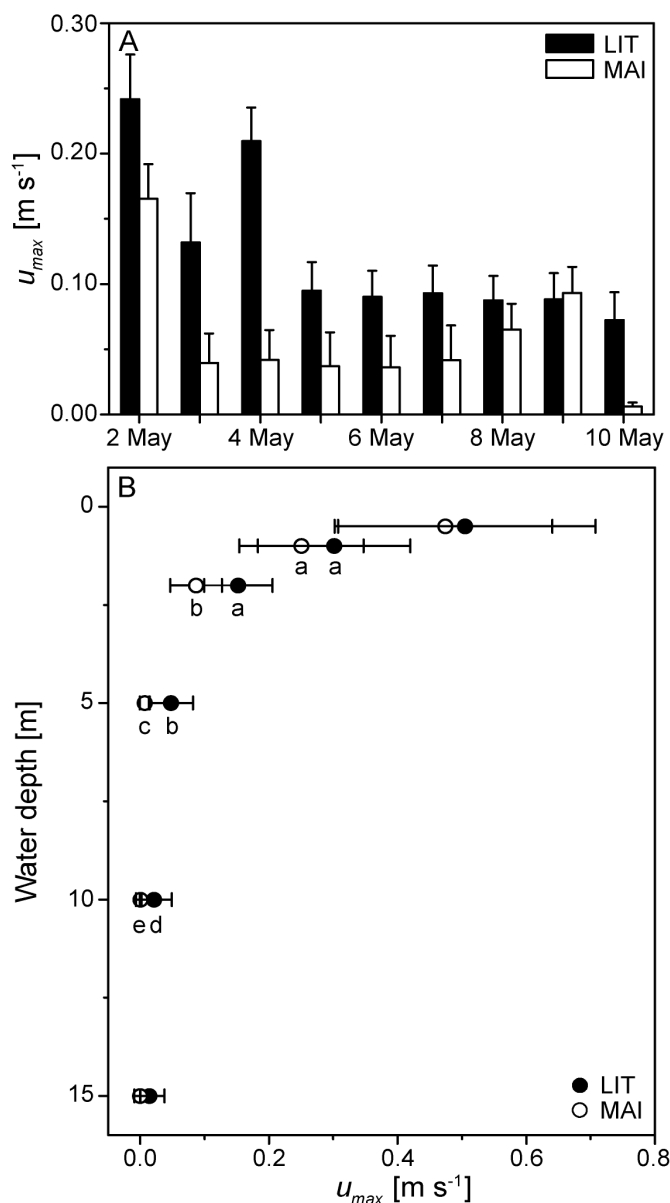 A
LIT
MAI
0.30
0.20
0.10
0.00
u_max [m s⁻¹]
2 May 4 May 6 May 8 May 10 May
B
0
5
10
15
Water depth [m]
a a
b a
c b
e d
LIT
MAI
0.0 0.2 0.4 0.6 0.8
u_max [m s⁻¹]